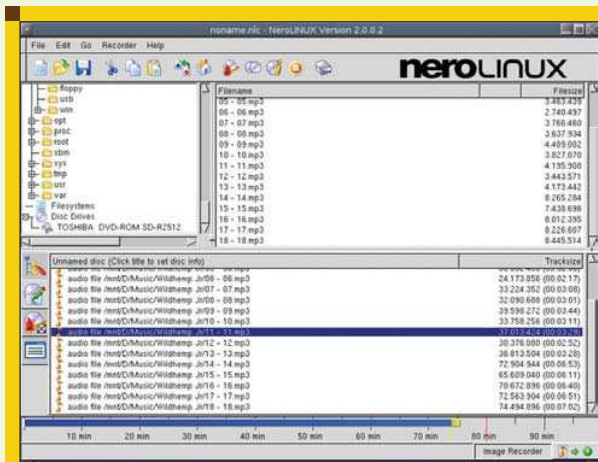 noname.nlc - NeroLINUX Version 2.0.0.2
File Edit Go Recorder Help
nero LINUX
floppy
usb
win
opt
proc
root
sbin
sys
tmp
usr
var
Filesystems
Disc Drives
TOSHIBA DVD-ROM SD-R2512
Filename Filesize
05 - 05.mp3 3.463.439
06 - 06.mp3 2.740.497
07 - 07.mp3 3.766.460
08 - 08.mp3 3.637.934
09 - 09.mp3 4.489.002
10 - 10.mp3 3.827.070
11 - 11.mp3 4.195.908
12 - 12.mp3 3.443.571
13 - 13.mp3 4.173.442
14 - 14.mp3 8.265.284
15 - 15.mp3 7.438.696
16 - 16.mp3 8.012.395
17 - 17.mp3 8.226.607
18 - 18.mp3 8.445.514
Unnamed disc (Click title to set disc info) Tracksize
audio file /mnt/D/Music/Wildhemp Jr/06 - 06.mp3 24.173.856 (00:02:17)
audio file /mnt/D/Music/Wildhemp Jr/07 - 07.mp3 33.224.352 (00:03:08)
audio file /mnt/D/Music/Wildhemp Jr/08 - 08.mp3 32.090.688 (00:03:01)
audio file /mnt/D/Music/Wildhemp Jr/09 - 09.mp3 39.598.272 (00:03:44)
audio file /mnt/D/Music/Wildhemp Jr/10 - 10.mp3 33.758.256 (00:03:11)
audio file /mnt/D/Music/Wildhemp Jr/11 - 11.mp3 37.013.424 (00:03:29)
audio file /mnt/D/Music/Wildhemp Jr/12 - 12.mp3 30.376.080 (00:02:52)
audio file /mnt/D/Music/Wildhemp Jr/13 - 13.mp3 36.813.504 (00:03:28)
audio file /mnt/D/Music/Wildhemp Jr/14 - 14.mp3 72.904.944 (00:06:53)
audio file /mnt/D/Music/Wildhemp Jr/15 - 15.mp3 65.609.040 (00:06:11)
audio file /mnt/D/Music/Wildhemp Jr/16 - 16.mp3 70.672.896 (00:06:40)
audio file /mnt/D/Music/Wildhemp Jr/17 - 17.mp3 72.563.904 (00:06:51)
audio file /mnt/D/Music/Wildhemp Jr/18 - 18.mp3 74.494.896 (00:07:02)
10 min 20 min 30 min 40 min 50 min 60 min 70 min 80 min 90 min
Image Recorder